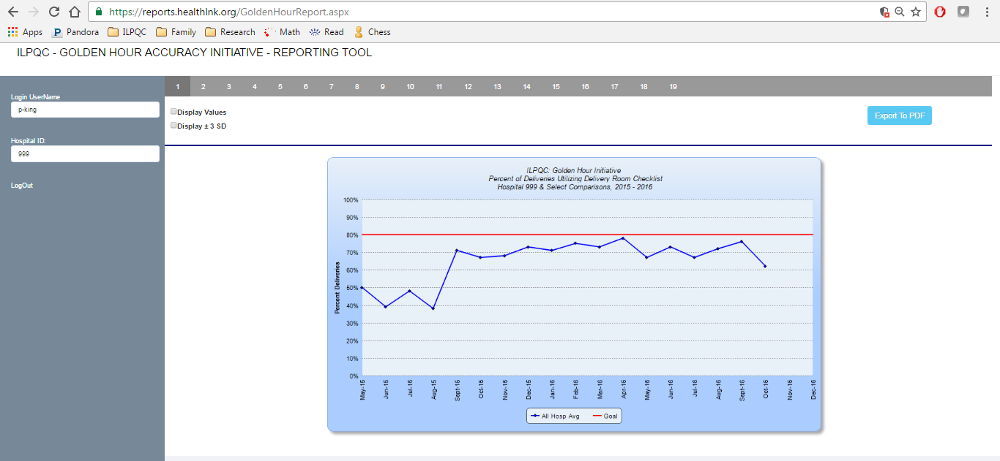 https://reports.healthlnk.org/GoldenHourReport.aspx
Apps Pandora ILPQC Family Research Math Read Chess
ILPQC - GOLDEN HOUR ACCURACY INITIATIVE - REPORTING TOOL
1 2 3 4 5 6 7 8 9 10 11 12 13 14 15 16 17 18 19
Login UserName
p-king
Hospital ID:
999
LogOut
Display Values
Display ± 3 SD
Export To PDF
ILPQC: Golden Hour Initiative
Percent of Deliveries Utilizing Delivery Room Checklist
Hospital 999 & Select Comparisons, 2015 - 2016
Percent Deliveries
100%
90%
80%
70%
60%
50%
40%
30%
20%
10%
0%
May-15 Jun-15 Jul-15 Aug-15 Sept-15 Oct-15 Nov-15 Dec-15 Jan-16 Feb-16 Mar-16 Apr-16 May-16 Jun-16 Jul-16 Aug-16 Sept-16 Oct-16 Nov-16 Dec-16
All Hosp Avg Goal